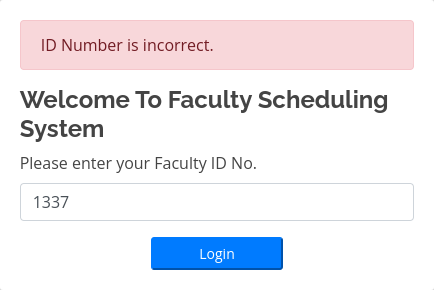 ID Number is incorrect.
Welcome To Faculty Scheduling
System
Please enter your Faculty ID No.
1337
Login